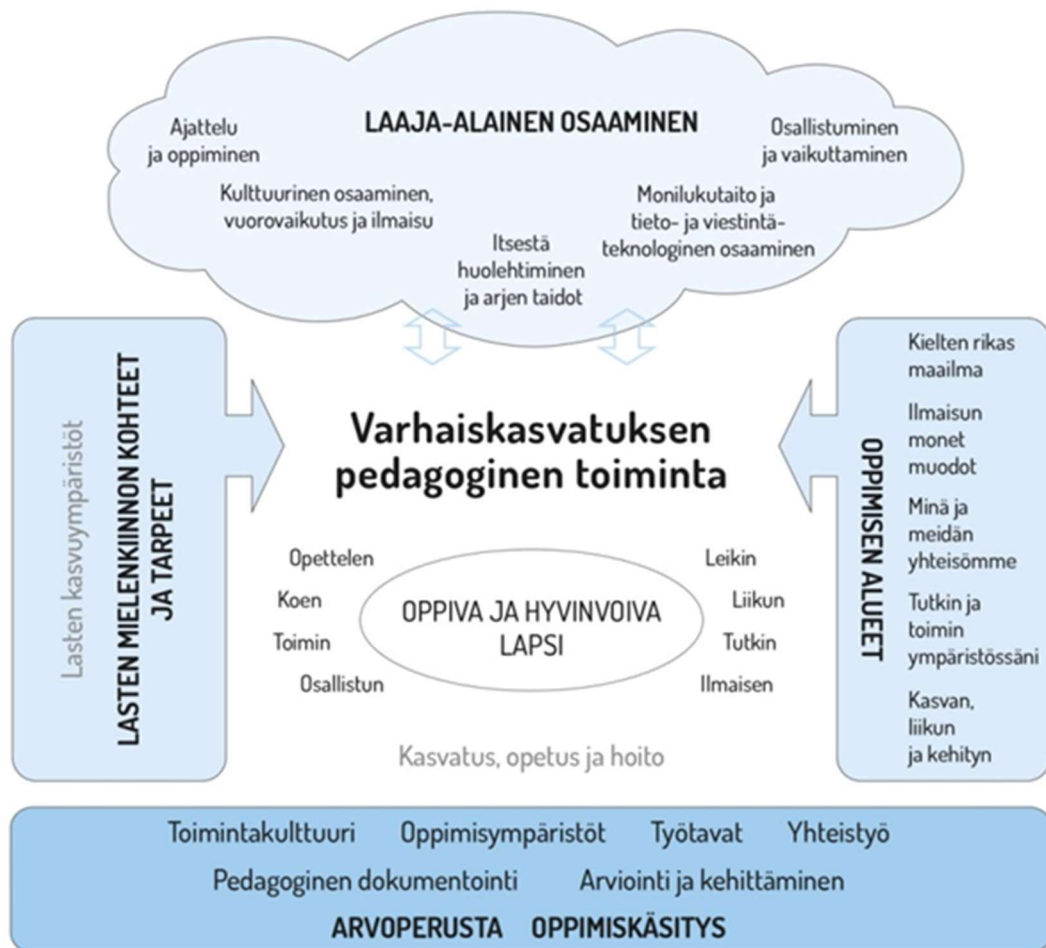 LAAJA-ALAINEN OSAAMINEN
Ajattelu
ja oppiminen
Kulttuurinen osaaminen,
vuorovaikutus ja ilmaisu
Itsestä
huolehtiminen
ja arjen taidot
Monilukutaito ja
tieto- ja viestintä-
teknologinen osaaminen
Osallistuminen
ja vaikuttaminen
Lasten kasvuympäristöt
LASTEN MIELENKIINNON KOHTEET
JA TARPEET
Varhaiskasvatuksen
pedagoginen toiminta
Opettelen
Koen
Toimin
Osallistun
OPPIVA JA HYVINVOIVA
LAPSI
Leikin
Liikun
Tutkin
Ilmaisen
Kasvatus, opetus ja hoito
OPPIMISEN ALUEET
Kielten rikas
maailma
Ilmaisun
monet
muodot
Minä ja
meidän
yhteisömme
Tutkin ja
toimin
ympäristössäni
Kasvan,
liikun
ja kehityn
Toimintakulttuuri Oppimisympäristöt Työtavat Yhteistyö
Pedagoginen dokumentointi Arviointi ja kehittäminen
ARVOPERUSTA OPPIMISKÄSITYS